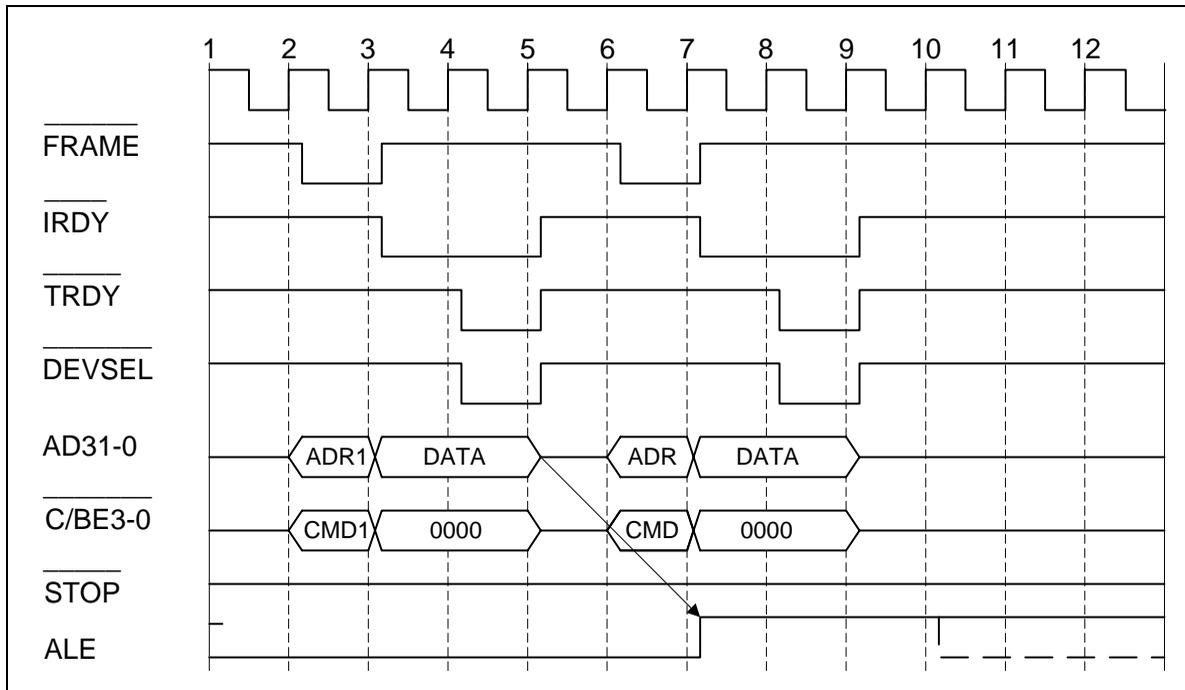 1 2 3 4 5 6 7 8 9 10 11 12
FRAME
IRDY
TRDY
DEVSEL
AD31-0 ADR1 DATA ADR DATA
C/BE3-0 CMD1 0000 CMD 0000
STOP
ALE